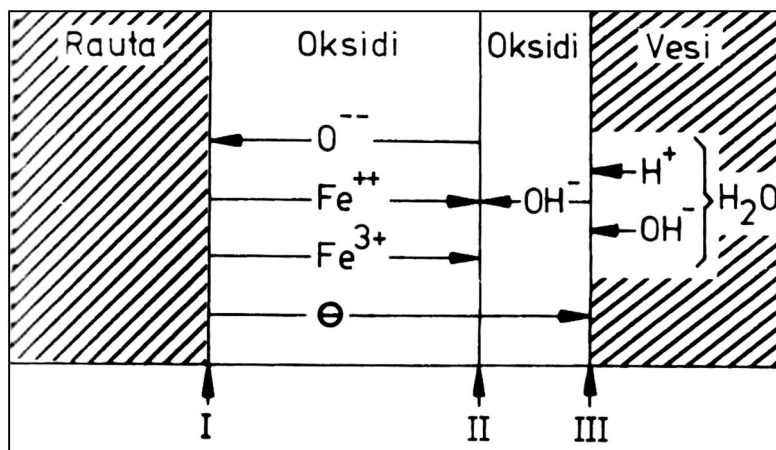 Rauta Oksidi Oksidi Vesi
O⁻⁻
H⁺
Fe⁺⁺ OH⁻ H₂O
OH⁻
Fe³⁺
⊖
I II III